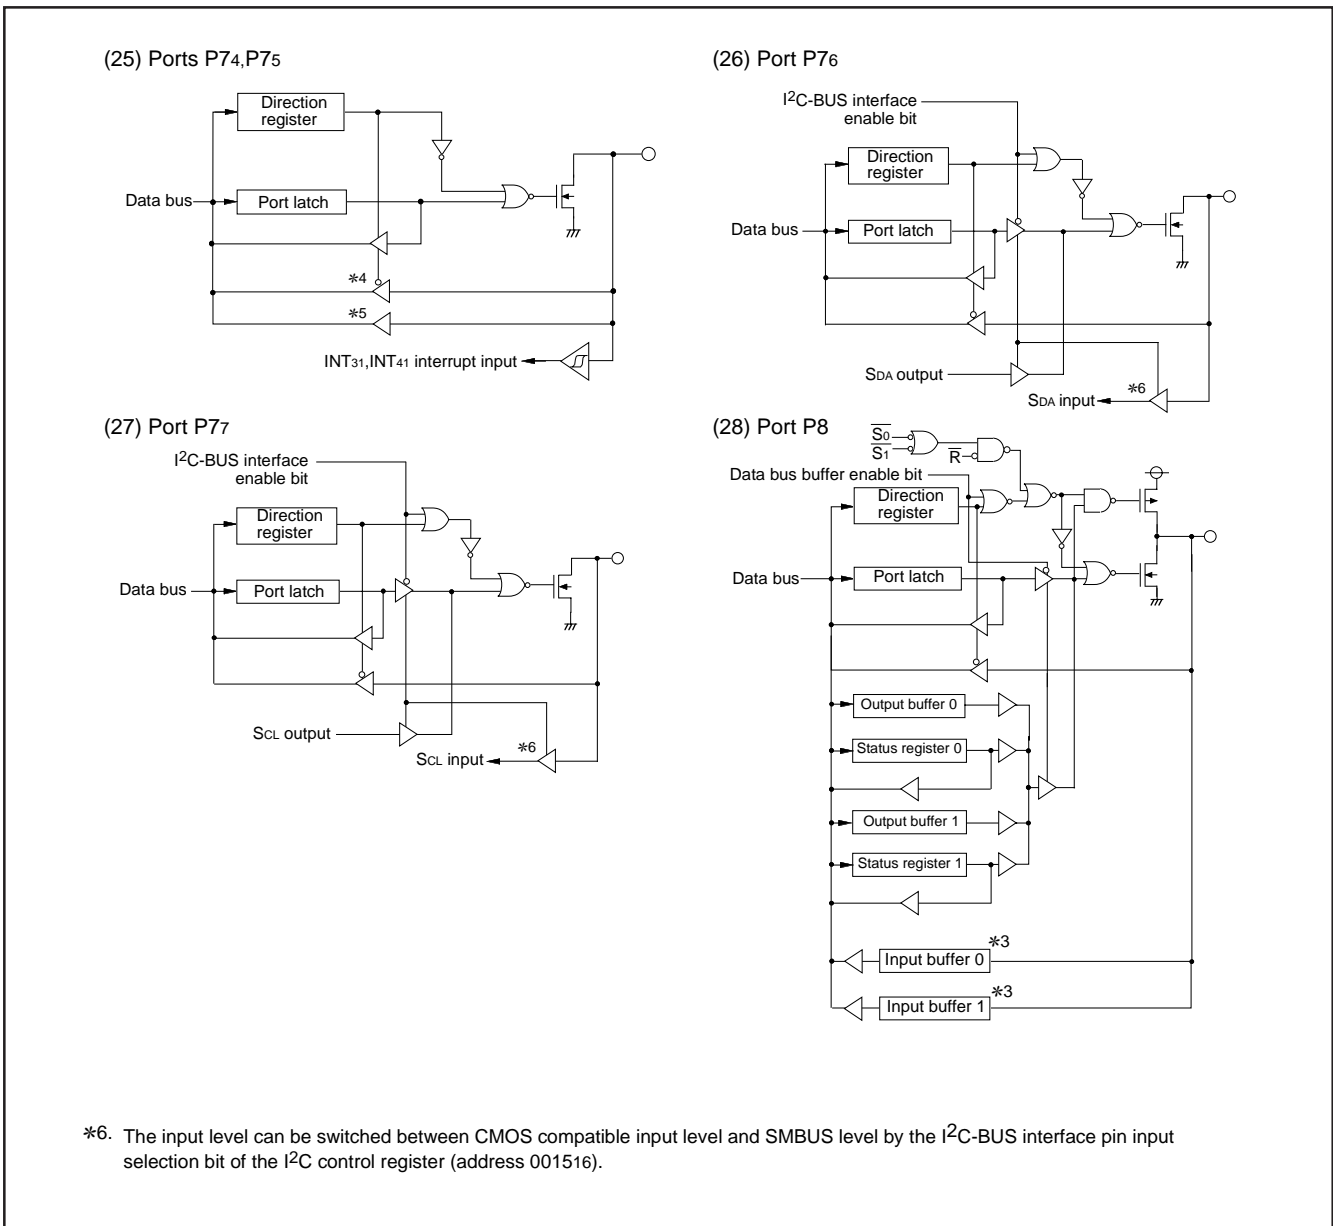 (25) Ports P74,P75
Direction
register
Data bus
Port latch
*4
*5
INT31,INT41 interrupt input
(26) Port P76
I2C-BUS interface
enable bit
Direction
register
Data bus
Port latch
SDA output
*6
SDA input
(27) Port P77
I2C-BUS interface
enable bit
Direction
register
Data bus
Port latch
SCL output
*6
SCL input
(28) Port P8
S0
S1
R
Data bus buffer enable bit
Direction
register
Data bus
Port latch
Output buffer 0
Status register 0
Output buffer 1
Status register 1
*3
Input buffer 0
*3
Input buffer 1
*6. The input level can be switched between CMOS compatible input level and SMBUS level by the I2C-BUS interface pin input
selection bit of the I2C control register (address 001516).